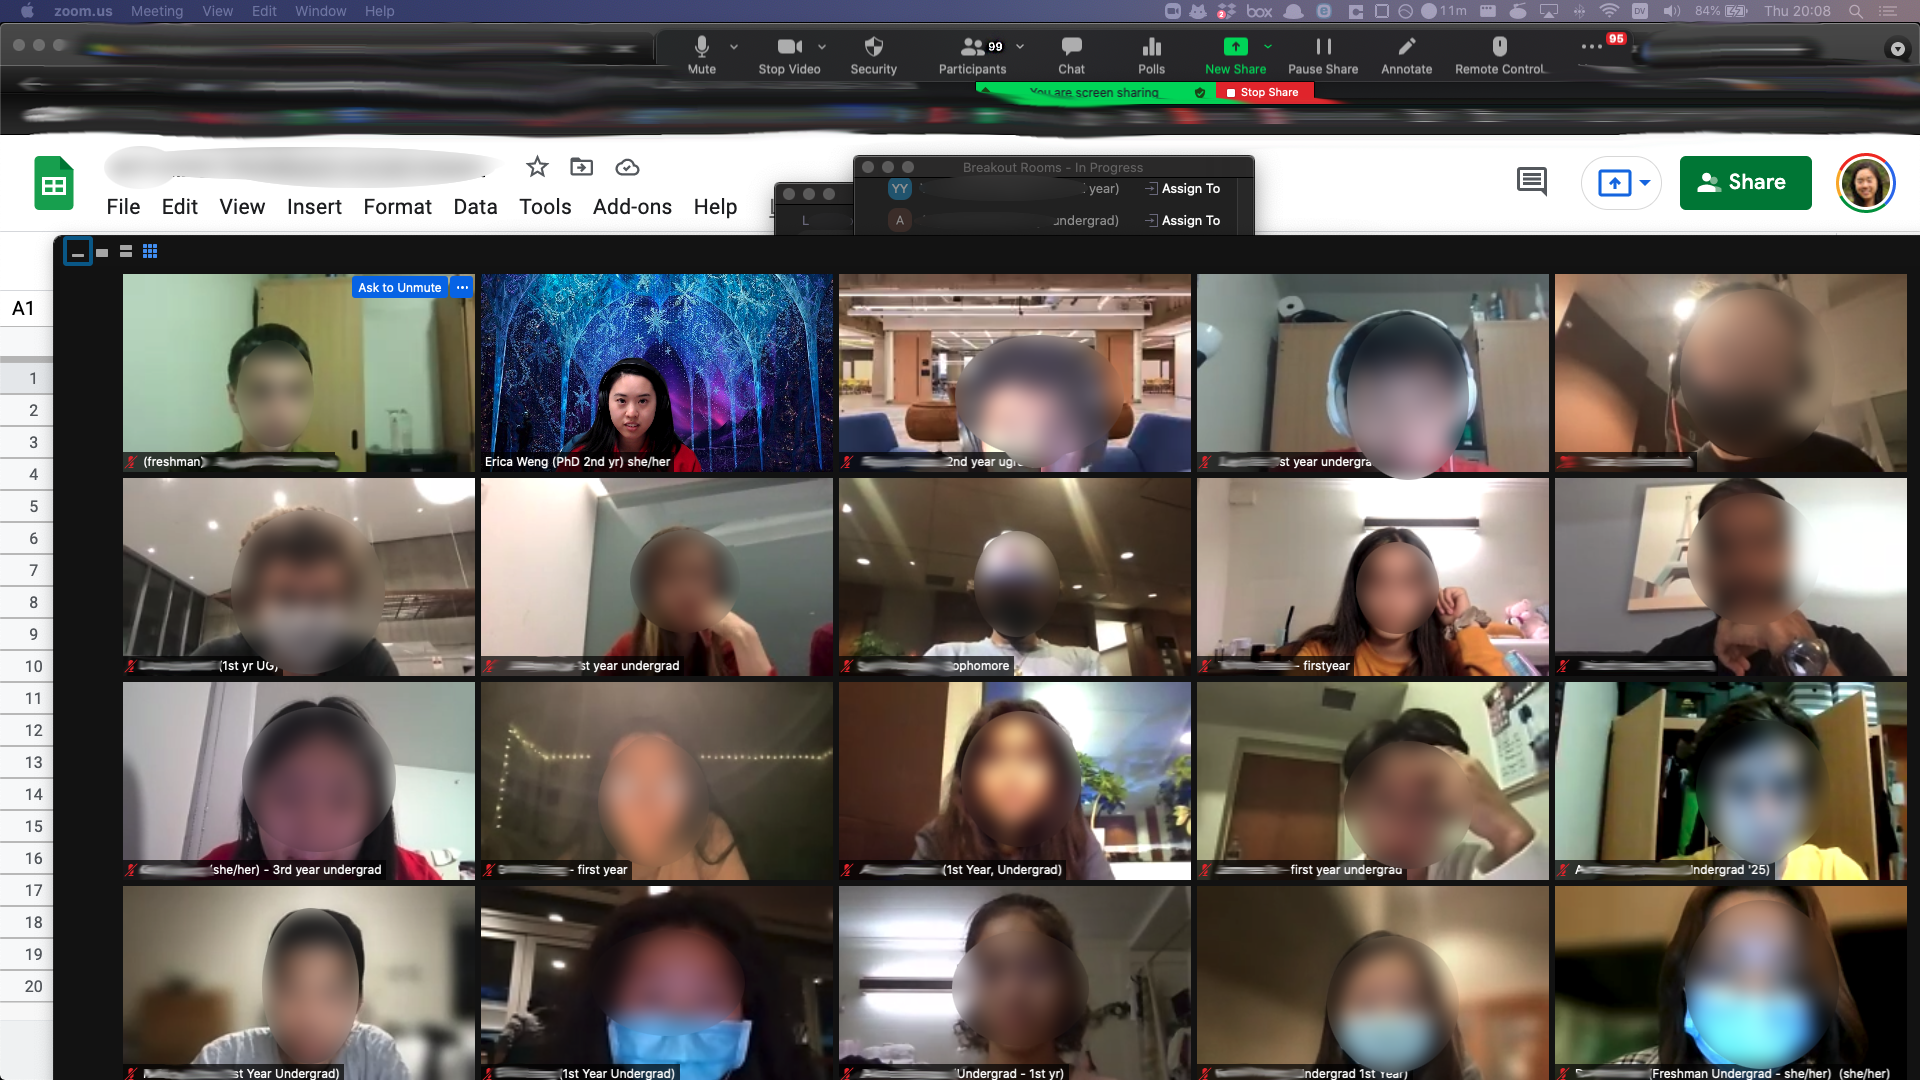 zoom.us Meeting View Edit Window Help
2 box 11m DV 84% Thu 20:08
Mute Stop Video Security Participants 99 Chat Polls New Share Pause Share Annotate Remote Control 95
You are screen sharing Stop Share
Breakout Rooms - In Progress
YY year) Assign To
A undergrad) Assign To
L
Share
File Edit View Insert Format Data Tools Add-ons Help
A1
1
2
3
4
5
6
7
8
9
10
11
12
13
14
15
16
17
18
19
20
Ask to Unmute ...
(freshman)
Erica Weng (PhD 2nd yr) she/her
2nd year ugr
st year undergra
(1st yr UG)
st year undergrad
ophomore
- firstyear
(she/her) - 3rd year undergrad
- first year
(1st Year, Undergrad)
first year undergrad
A ndergrad '25)
st Year Undergrad)
(1st Year Undergrad)
(Undergrad - 1st yr)
ndergrad 1st Year)
(Freshman Undergrad - she/her) (she/her)